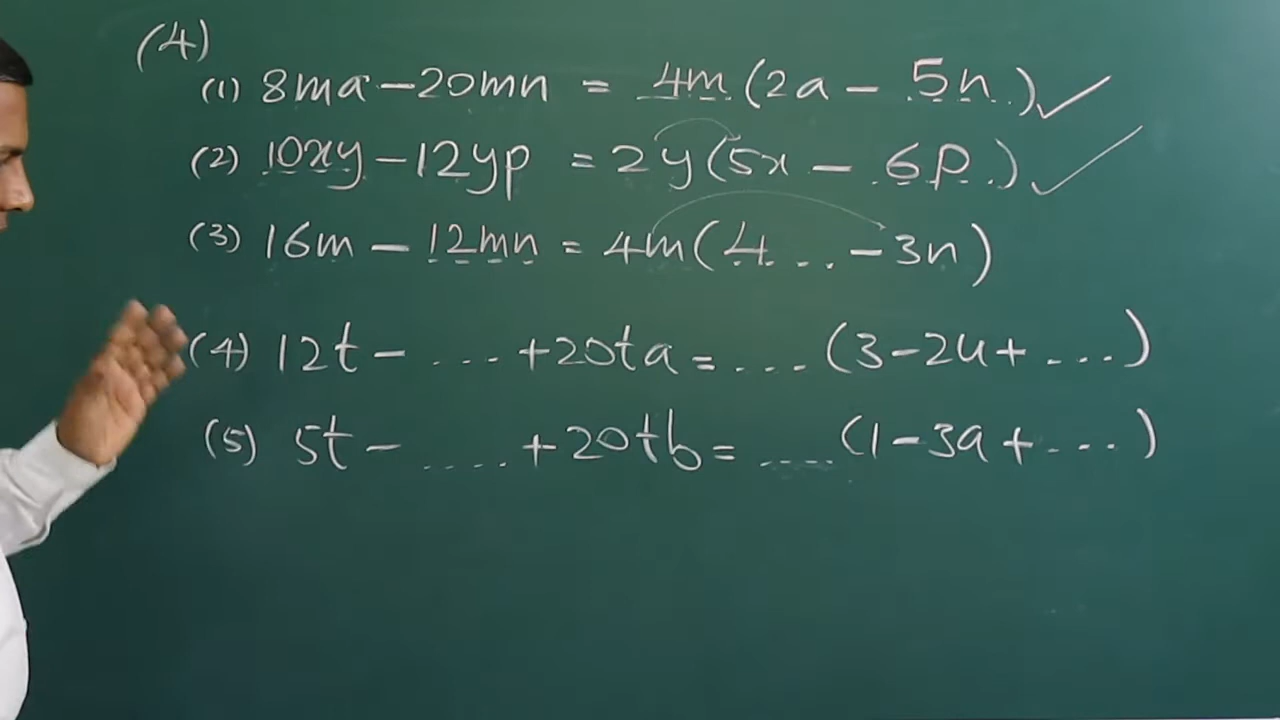 (4)
(1) 8ma - 20mn = 4m (2a - 5n)
(2) 10xy - 12yp = 2y (5x - 6p)
(3) 16m - 12mn = 4m (4 ... - 3n)
(4) 12t - .... + 20ta = .... (3 - 2u + ....)
(5) 5t - ..... + 20tb = ..... (1 - 3a + ....)